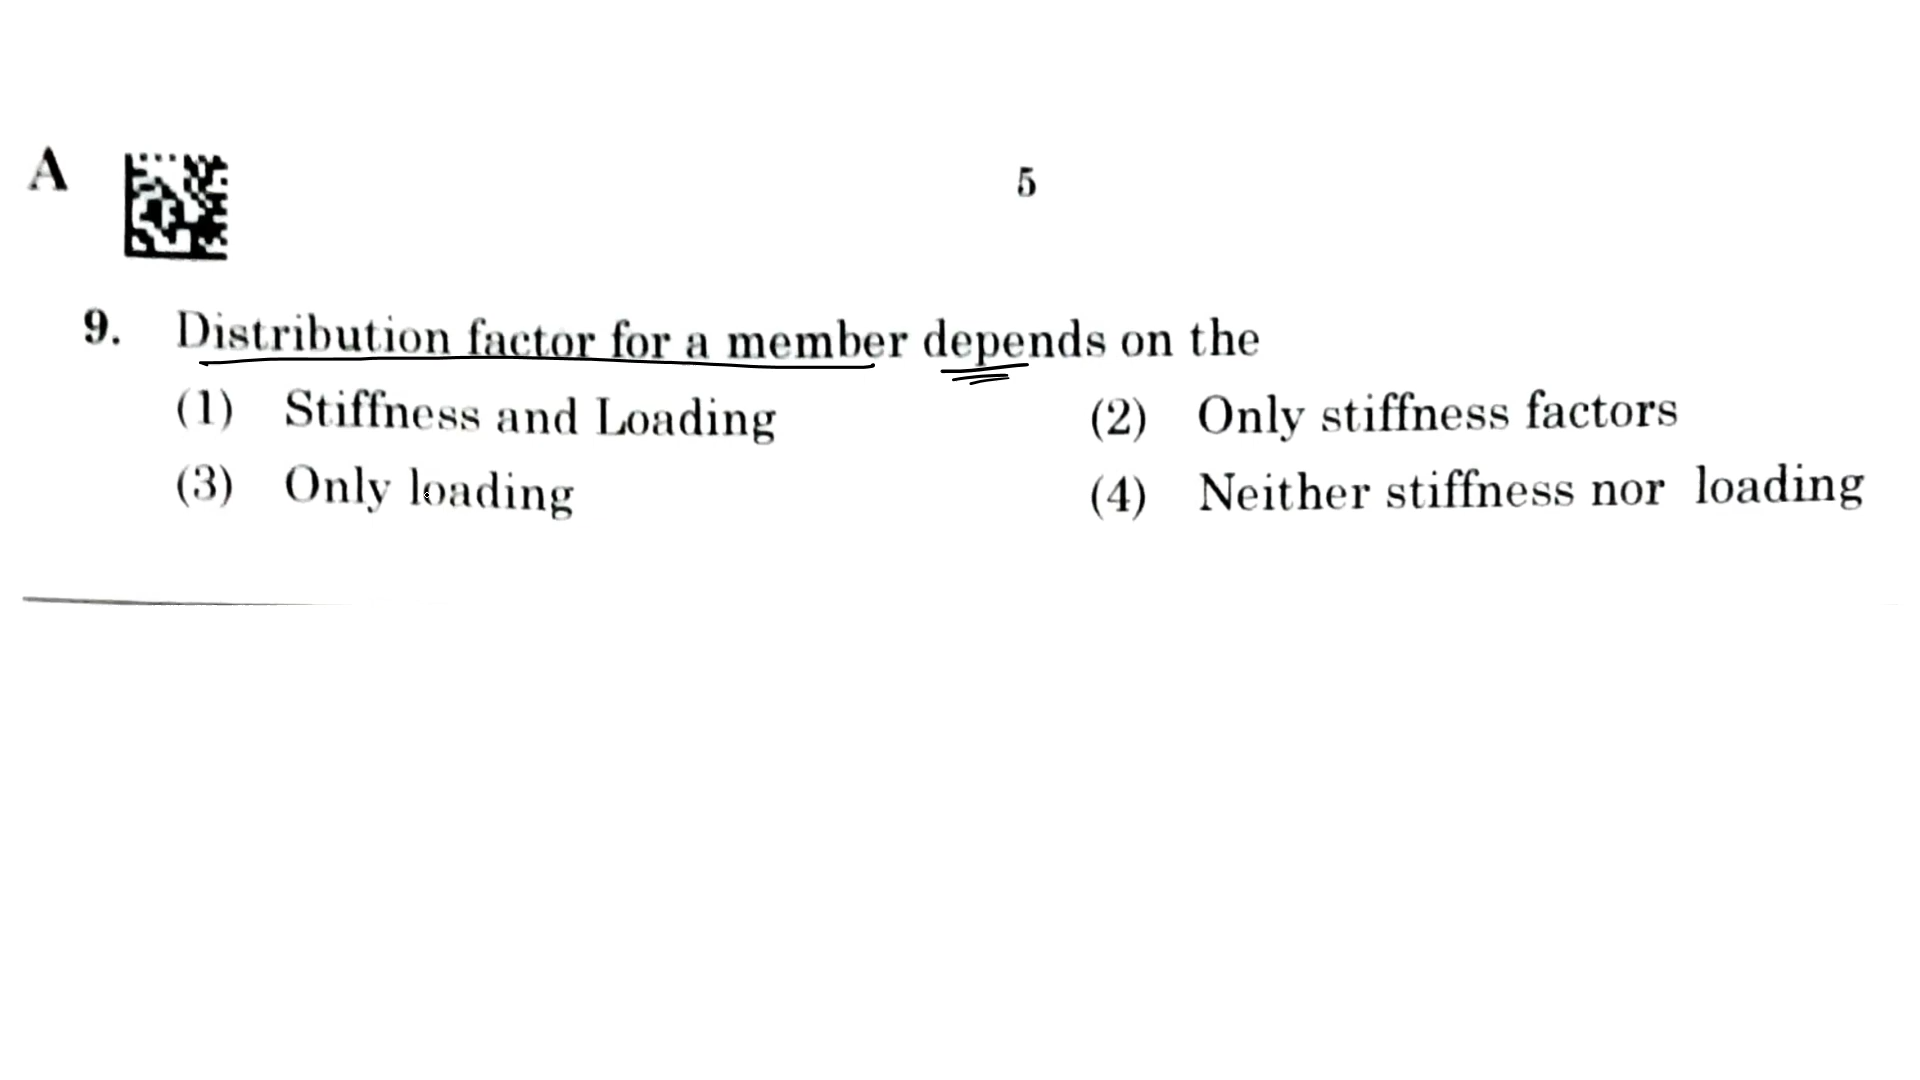 A 5
9. Distribution factor for a member depends on the
(1) Stiffness and Loading (2) Only stiffness factors
(3) Only loading (4) Neither stiffness nor loading